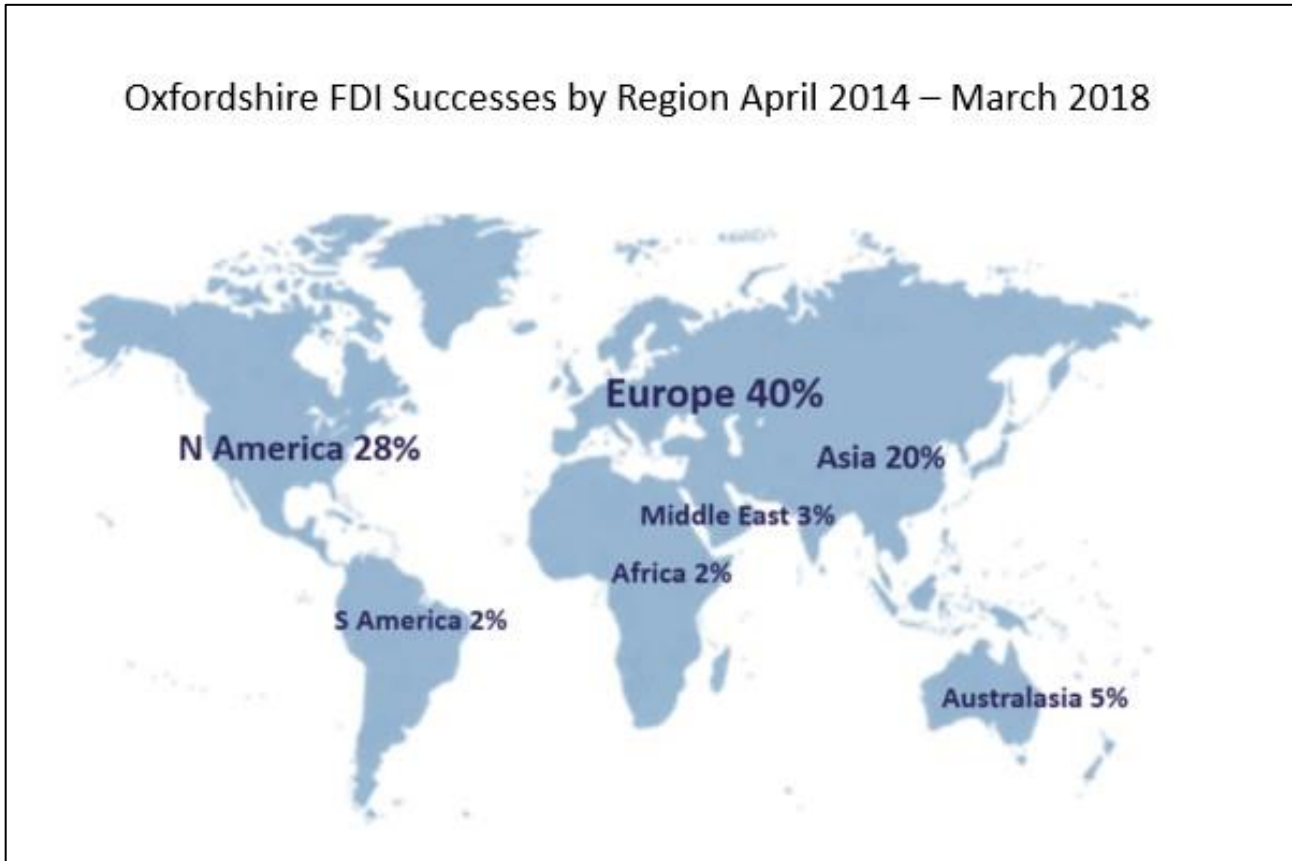 Oxfordshire FDI Successes by Region April 2014 – March 2018
Europe 40%
N America 28%
Asia 20%
Middle East 3%
Africa 2%
S America 2%
Australasia 5%